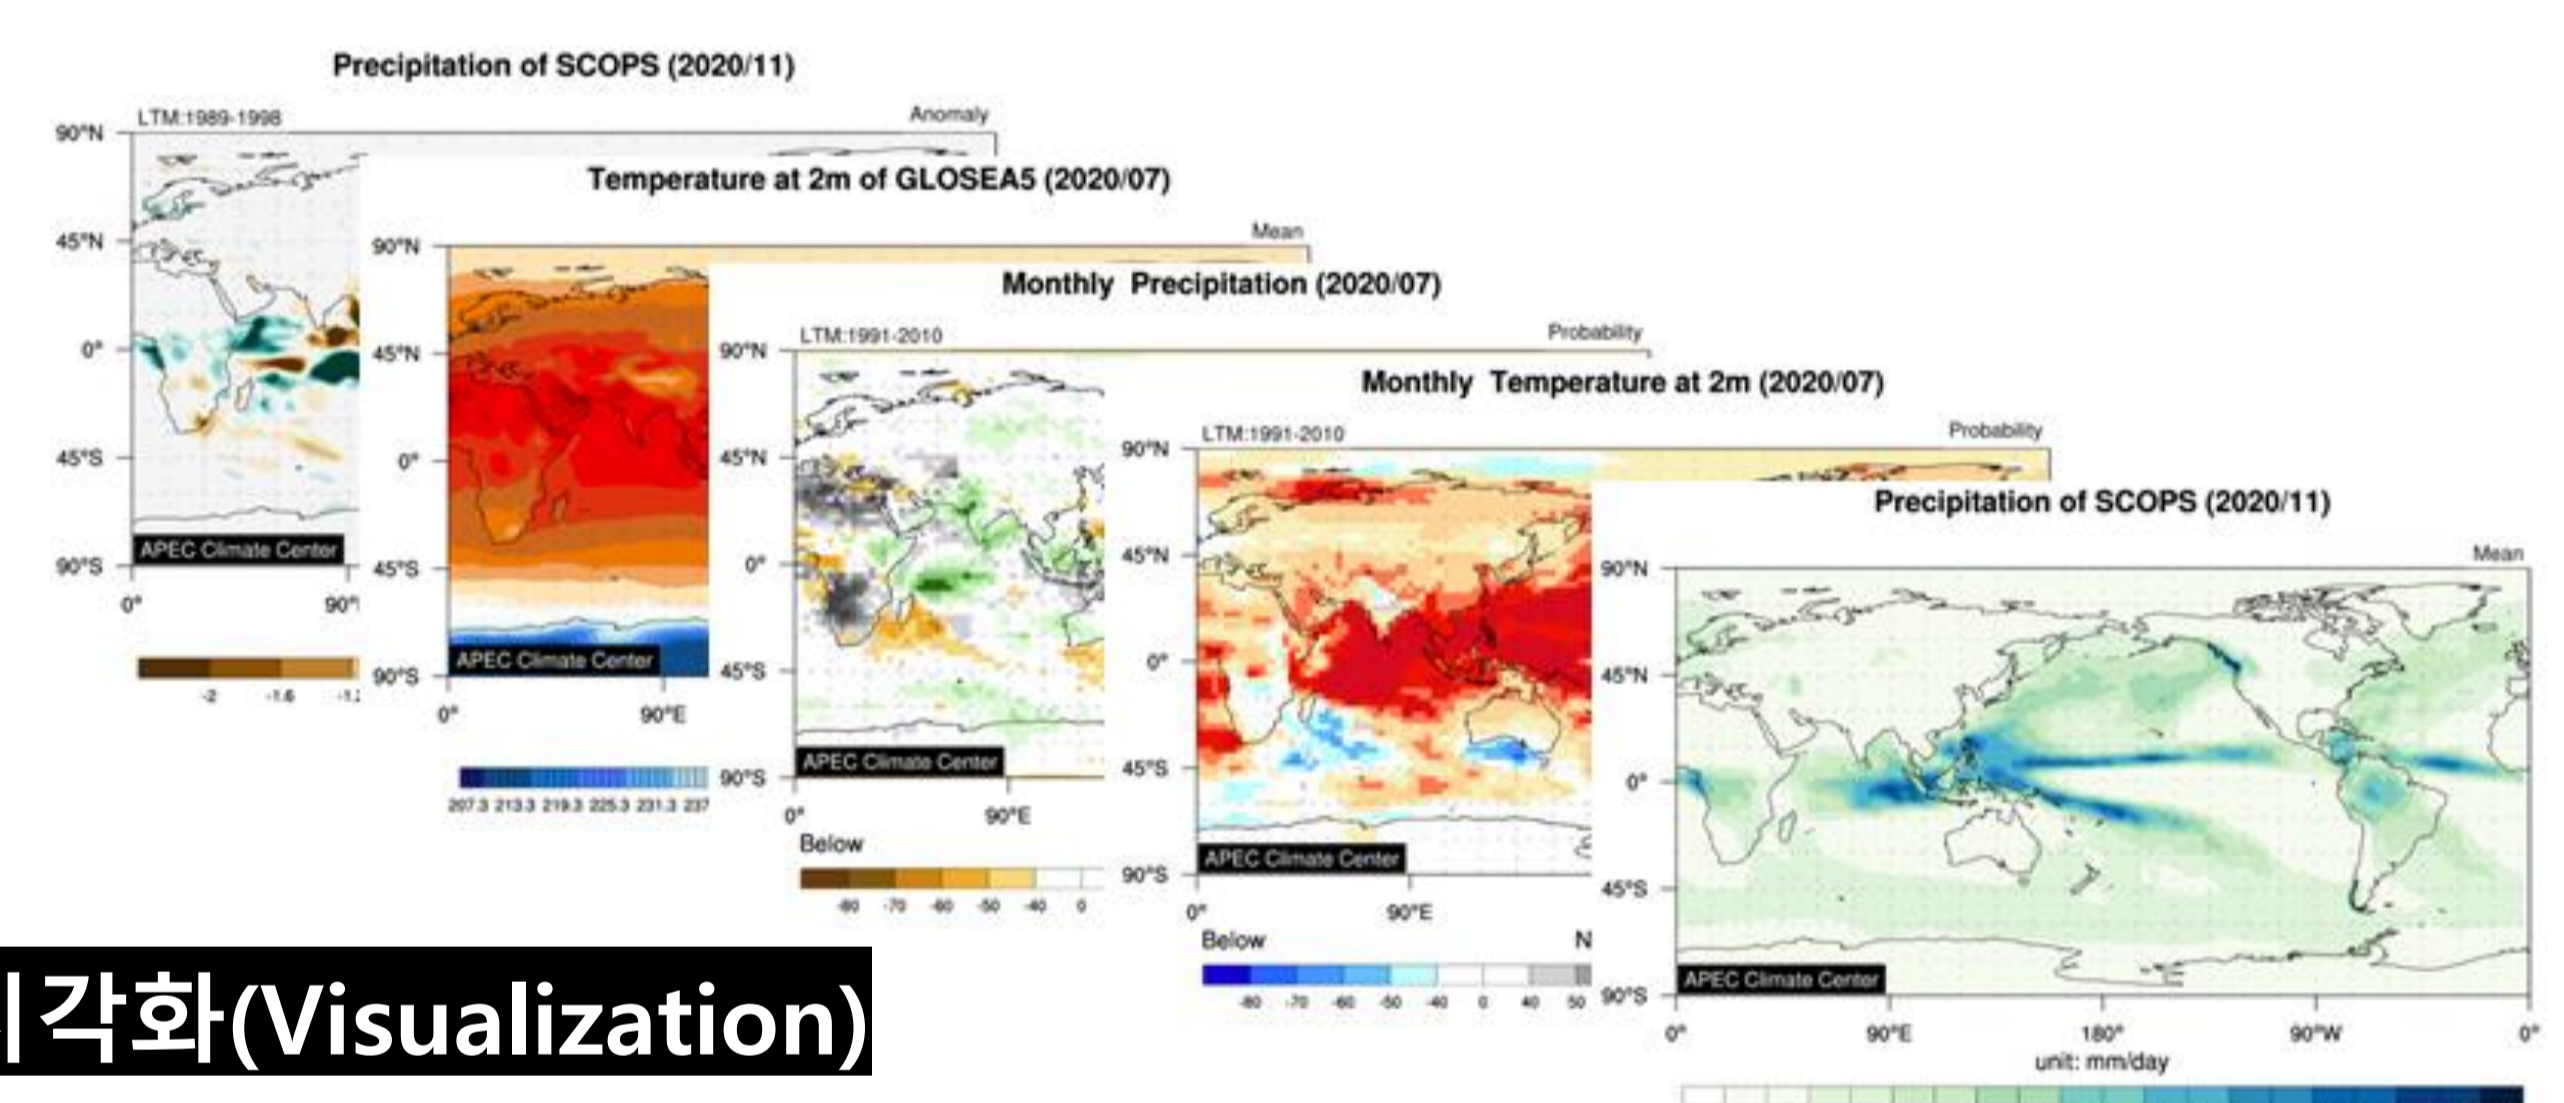 Precipitation of SCOPS (2020/11)
LTM:1989-1998
Anomaly
90°N
45°N
0°
45°S
90°S
APEC Climate Center
0°
-2
-1.6
Temperature at 2m of GLOSEA5 (2020/07)
Mean
90°N
45°N
0°
45°S
90°S
APEC Climate Center
0°
90°E
207.3 213.3 219.3 225.3 231.3 237
Monthly Precipitation (2020/07)
LTM:1991-2010
Probability
90°N
45°N
0°
45°S
90°S
APEC Climate Center
0°
90°E
Below
-80 -70 -60 -50 -40 0
Monthly Temperature at 2m (2020/07)
LTM:1991-2010
Probability
90°N
45°N
0°
45°S
90°S
APEC Climate Center
0°
90°E
Below N
-80 -70 -60 -50 -40 0 40 50
Precipitation of SCOPS (2020/11)
Mean
90°N
45°N
0°
45°S
90°S
APEC Climate Center
0° 90°E 180° 90°W 0°
unit: mm/day
각화(Visualization)